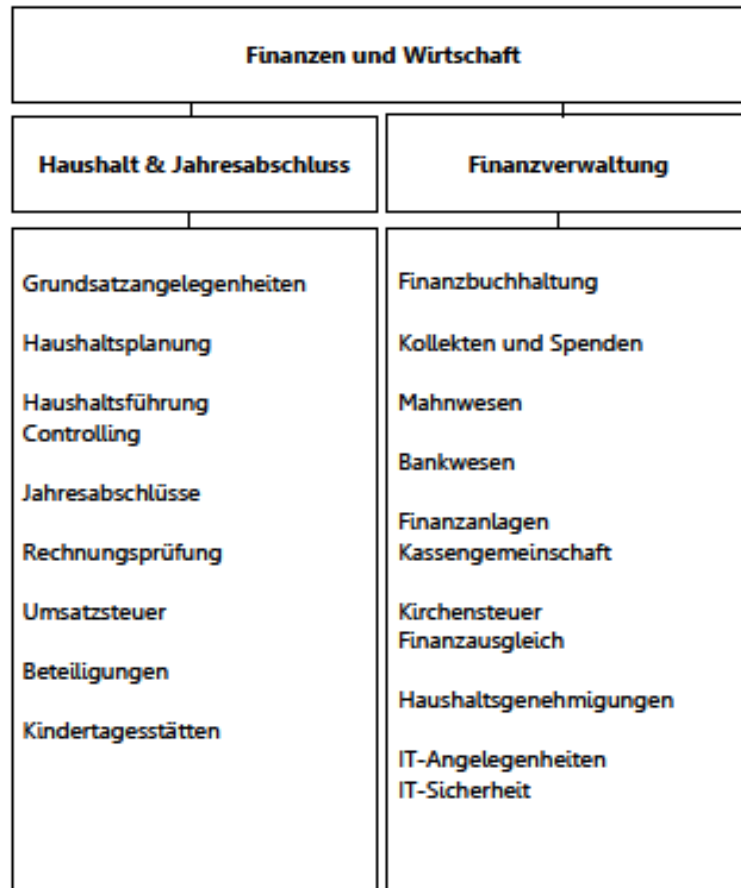 Finanzen und Wirtschaft
Haushalt & Jahresabschluss
Finanzverwaltung
Grundsatzangelegenheiten
Haushaltsplanung
Haushaltsführung
Controlling
Jahresabschlüsse
Rechnungsprüfung
Umsatzsteuer
Beteiligungen
Kindertagesstätten
Finanzbuchhaltung
Kollekten und Spenden
Mahnwesen
Bankwesen
Finanzanlagen
Kassengemeinschaft
Kirchensteuer
Finanzausgleich
Haushaltsgenehmigungen
IT-Angelegenheiten
IT-Sicherheit